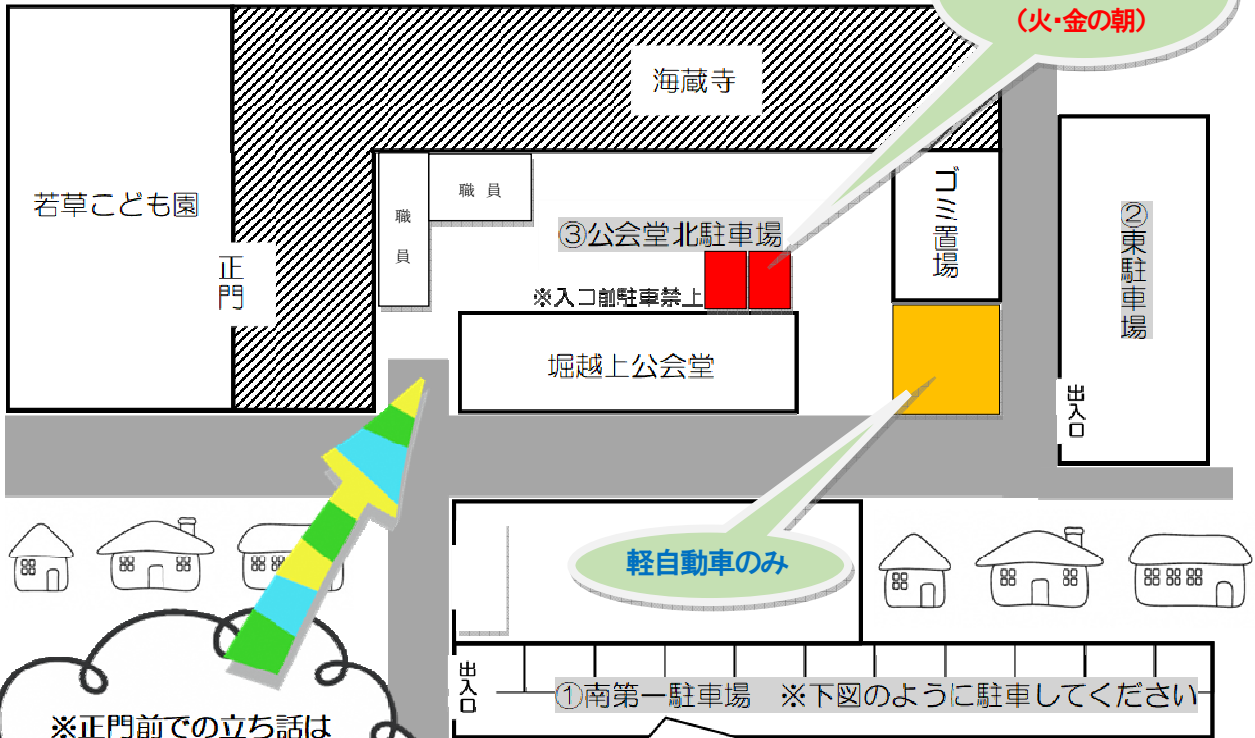 （火・金の朝）
海蔵寺
若草こども園
正門
職員
職員
③公会堂北駐車場
※入口前駐車禁止
堀越上公会堂
ゴミ置場
②東駐車場
出入口
軽自動車のみ
出入口
①南第一駐車場　※下図のように駐車してください
※正門前での立ち話は